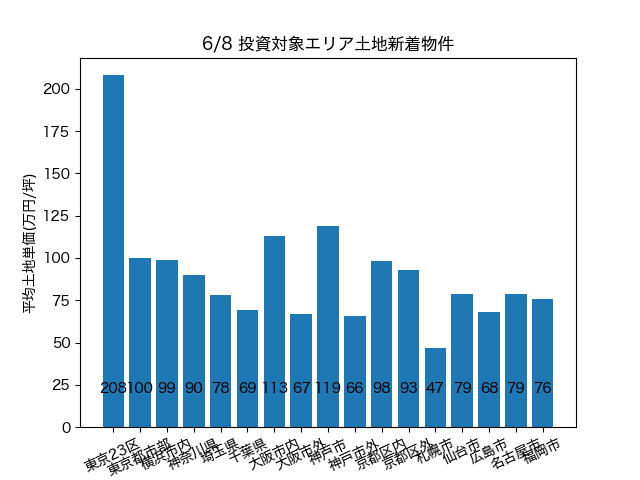 6/8 投資対象エリア土地新着物件
平均土地単価(万円/坪)
200
175
150
125
100
75
50
25
0
208 100 99 90 78 69 113 67 119 66 98 93 47 79 68 79 76
東京23区
東京都市部
横浜市内
神奈川県
埼玉県
千葉県
大阪市内
大阪市外
神戸市
神戸市外
京都区内
京都区外
札幌市
仙台市
広島市
名古屋市
福岡市